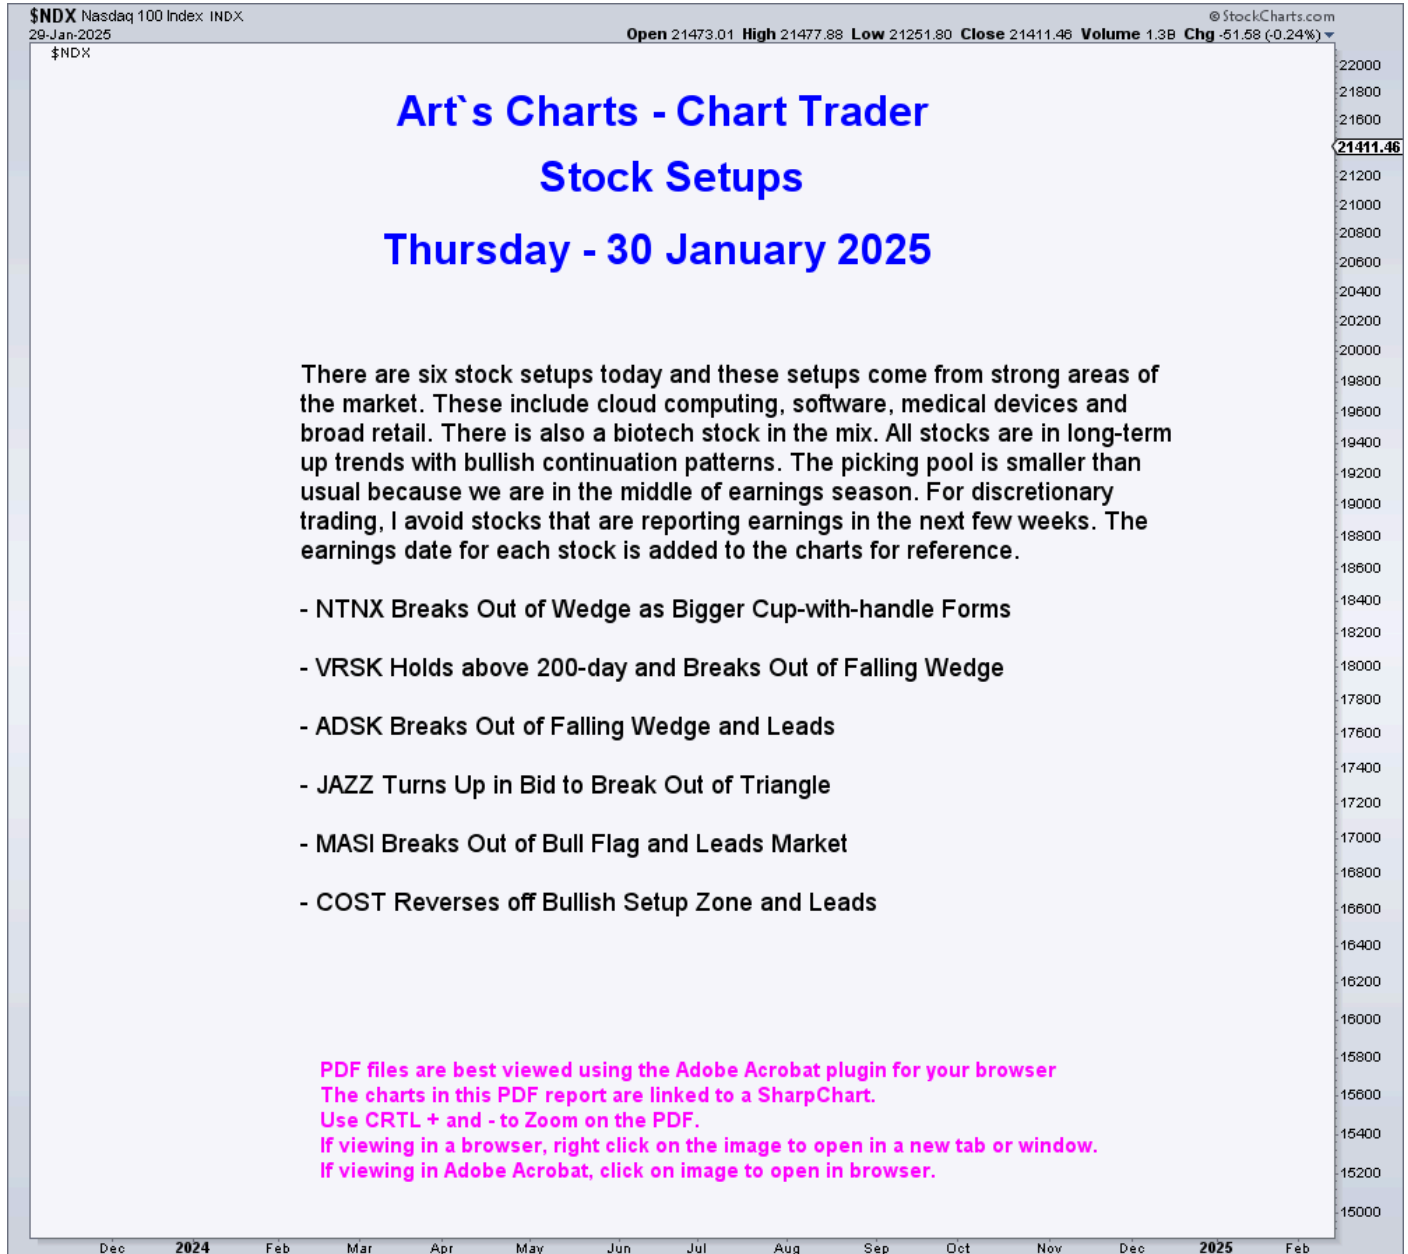 $NDX Nasdaq 100 Index INDX
© StockCharts.com
29-Jan-2025
Open 21473.01 High 21477.88 Low 21251.80 Close 21411.46 Volume 1.3B Chg -51.58 (-0.24%)
$NDX
Art`s Charts - Chart Trader
Stock Setups
Thursday - 30 January 2025
There are six stock setups today and these setups come from strong areas of
the market. These include cloud computing, software, medical devices and
broad retail. There is also a biotech stock in the mix. All stocks are in long-term
up trends with bullish continuation patterns. The picking pool is smaller than
usual because we are in the middle of earnings season. For discretionary
trading, I avoid stocks that are reporting earnings in the next few weeks. The
earnings date for each stock is added to the charts for reference.
- NTNX Breaks Out of Wedge as Bigger Cup-with-handle Forms
- VRSK Holds above 200-day and Breaks Out of Falling Wedge
- ADSK Breaks Out of Falling Wedge and Leads
- JAZZ Turns Up in Bid to Break Out of Triangle
- MASI Breaks Out of Bull Flag and Leads Market
- COST Reverses off Bullish Setup Zone and Leads
PDF files are best viewed using the Adobe Acrobat plugin for your browser
The charts in this PDF report are linked to a SharpChart.
Use CRTL + and - to Zoom on the PDF.
If viewing in a browser, right click on the image to open in a new tab or window.
If viewing in Adobe Acrobat, click on image to open in browser.
22000
21800
21600
21411.46
21200
21000
20800
20600
20400
20200
20000
19800
19600
19400
19200
19000
18800
18600
18400
18200
18000
17800
17600
17400
17200
17000
16800
16600
16400
16200
16000
15800
15600
15400
15200
15000
Dec 2024 Feb Mar Apr May Jun Jul Aug Sep Oct Nov Dec 2025 Feb